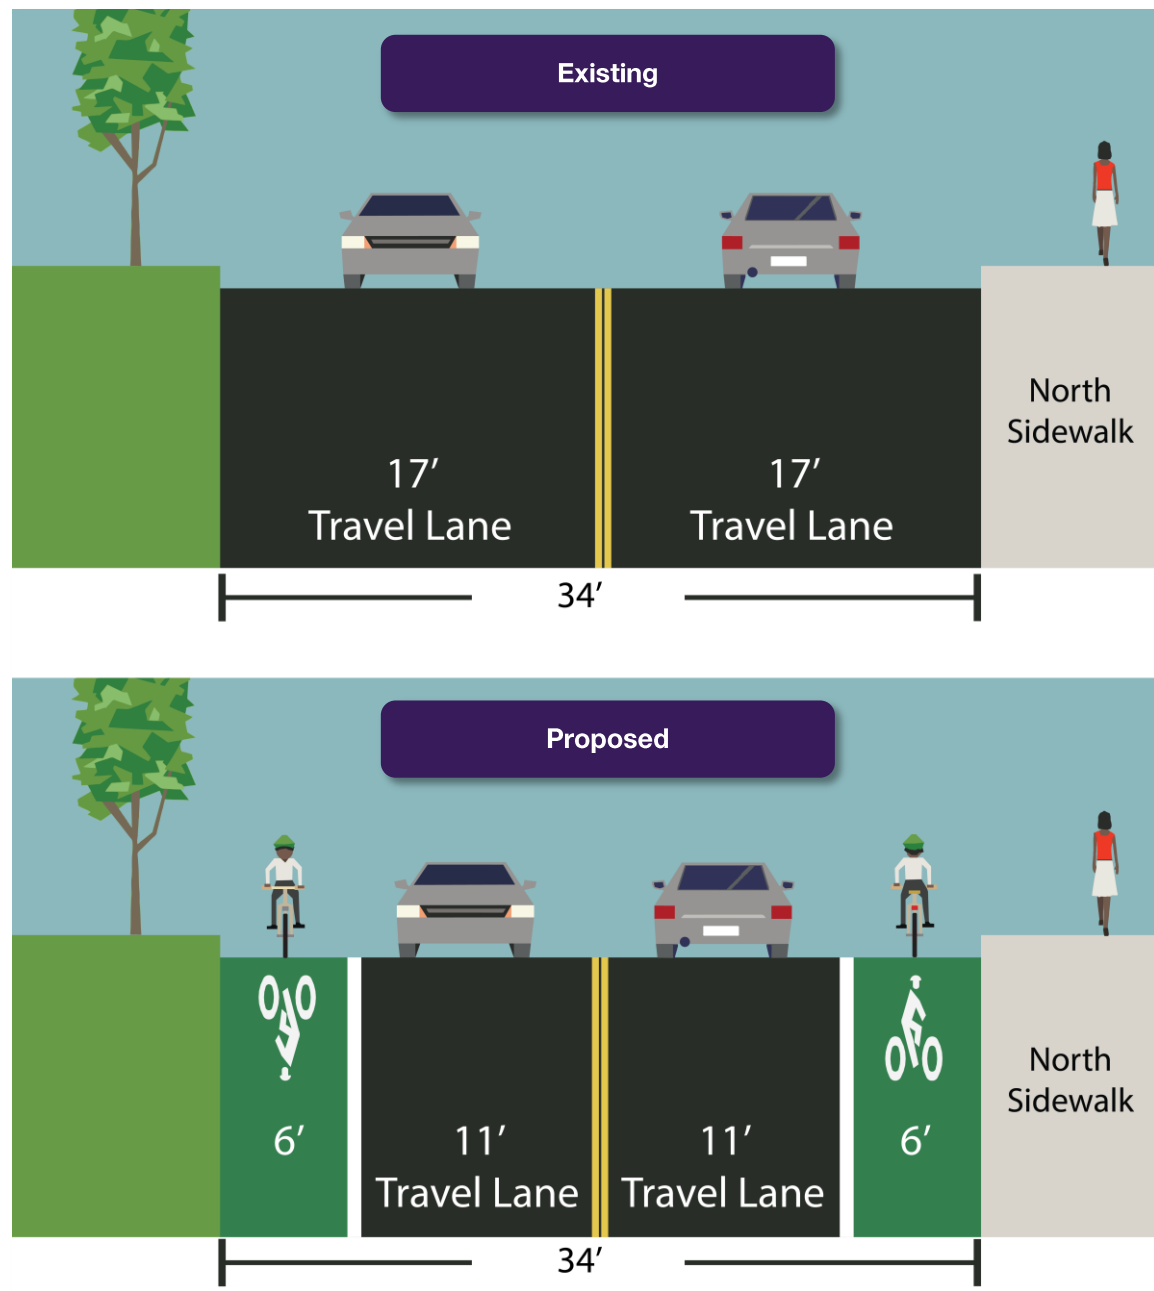 Existing
North
Sidewalk
17’ 17’
Travel Lane Travel Lane
34’
Proposed
North
Sidewalk
6’ 11’ 11’ 6’
Travel Lane Travel Lane
34’